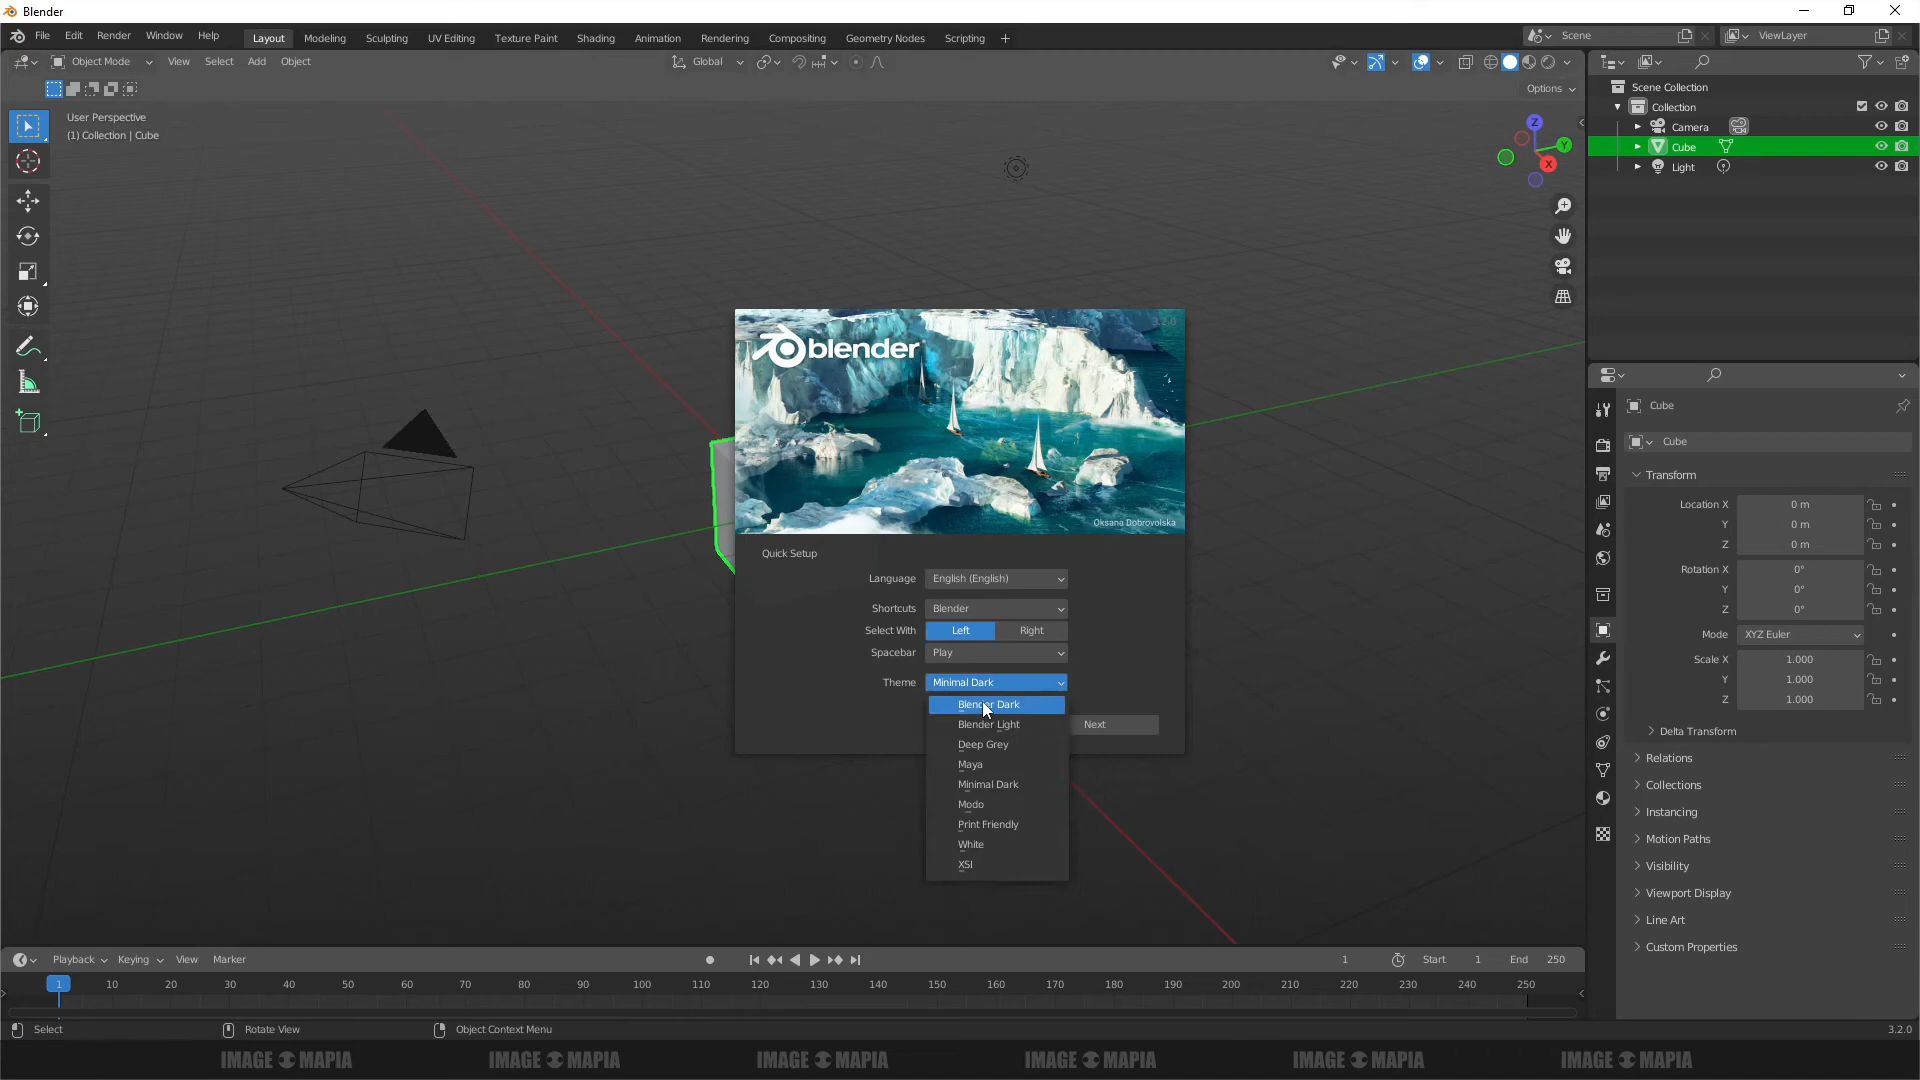 Blender
File Edit Render Window Help
Layout Modeling Sculpting UV Editing Texture Paint Shading Animation Rendering Compositing Geometry Nodes Scripting +
Scene
ViewLayer
Object Mode View Select Add Object
Global
Options
User Perspective
(1) Collection | Cube
Z
Y
X
Scene Collection
Collection
Camera
Cube
Light
3.2.0
blender
Oksana Dobrovolska
Quick Setup
Language English (English)
Shortcuts Blender
Select With Left Right
Spacebar Play
Theme Minimal Dark
Blender Dark
Blender Light
Next
Deep Grey
Maya
Minimal Dark
Modo
Print Friendly
White
XSI
Cube
Cube
Transform
Location X 0 m
Y 0 m
Z 0 m
Rotation X 0°
Y 0°
Z 0°
Mode XYZ Euler
Scale X 1.000
Y 1.000
Z 1.000
Delta Transform
Relations
Collections
Instancing
Motion Paths
Visibility
Viewport Display
Line Art
Custom Properties
Playback Keying View Marker
1 Start 1 End 250
1 10 20 30 40 50 60 70 80 90 100 110 120 130 140 150 160 170 180 190 200 210 220 230 240 250
Select Rotate View Object Context Menu
3.2.0
IMAGE MAPIA IMAGE MAPIA IMAGE MAPIA IMAGE MAPIA IMAGE MAPIA IMAGE MAPIA